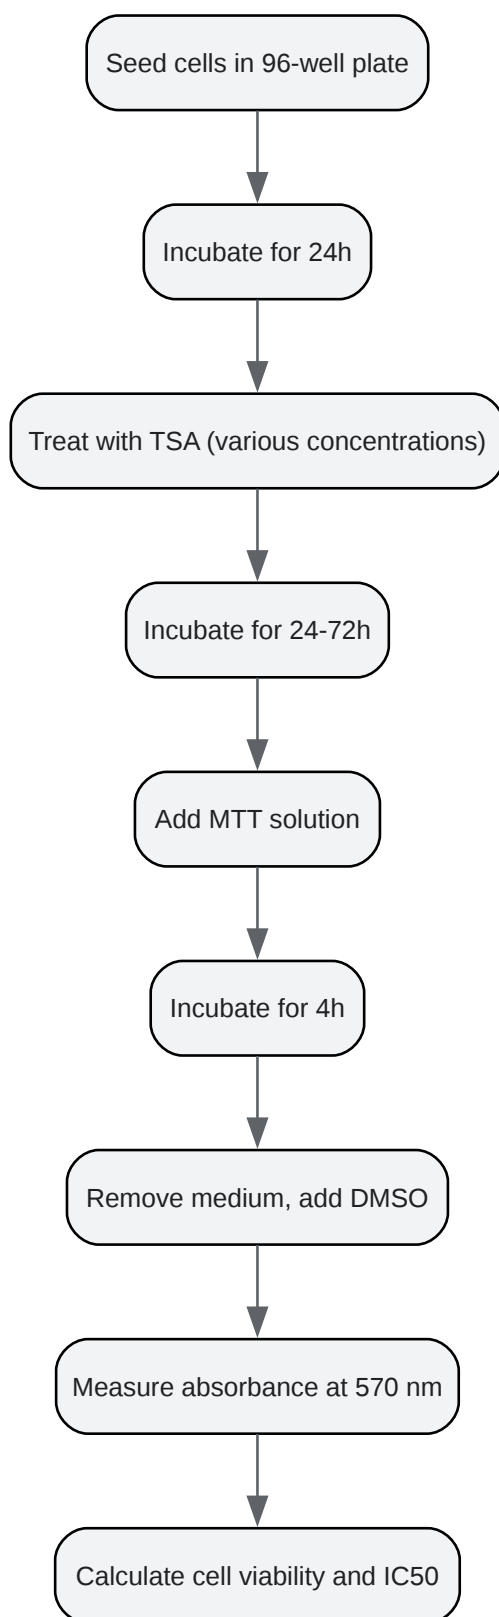 Seed cells in 96-well plate
Incubate for 24h
Treat with TSA (various concentrations)
Incubate for 24-72h
Add MTT solution
Incubate for 4h
Remove medium, add DMSO
Measure absorbance at 570 nm
Calculate cell viability and IC50